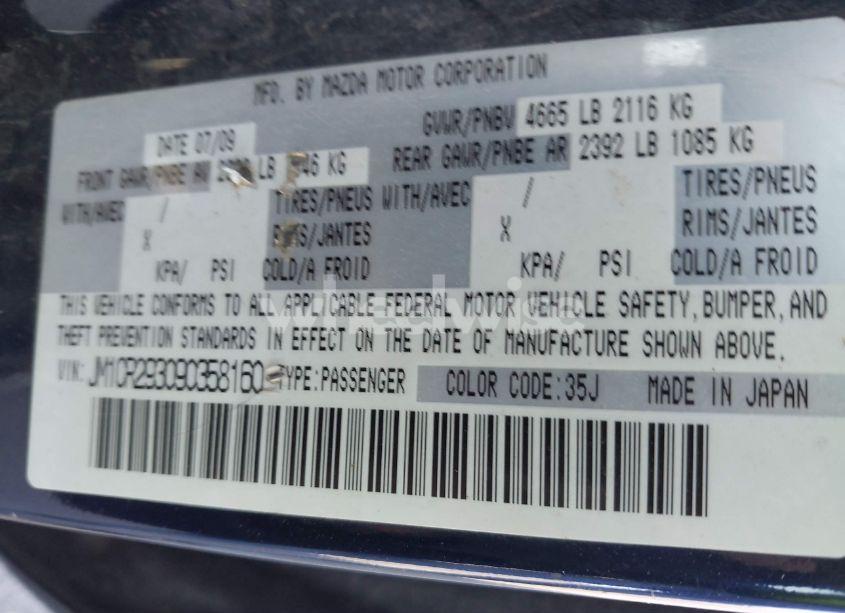 MFD. BY MAZDA MOTOR CORPORATION
DATE 07/09 GVWR/PNBV 4665 LB 2116 KG
FRONT GAWR/PNBE AV LB KG REAR GAWR/PNBE AR 2392 LB 1085 KG
WITH/AVEC / TIRES/PNEUS WITH/AVEC / TIRES/PNEUS
X RIMS/JANTES X RIMS/JANTES
KPA/ PSI COLD/A FROID KPA/ PSI COLD/A FROID
THIS VEHICLE CONFORMS TO ALL APPLICABLE FEDERAL MOTOR VEHICLE SAFETY, BUMPER, AND
THEFT PREVENTION STANDARDS IN EFFECT ON THE DATE OF MANUFACTURE SHOWN ABOVE.
VIN: JM1CR293090358160 TYPE:PASSENGER COLOR CODE:35J MADE IN JAPAN